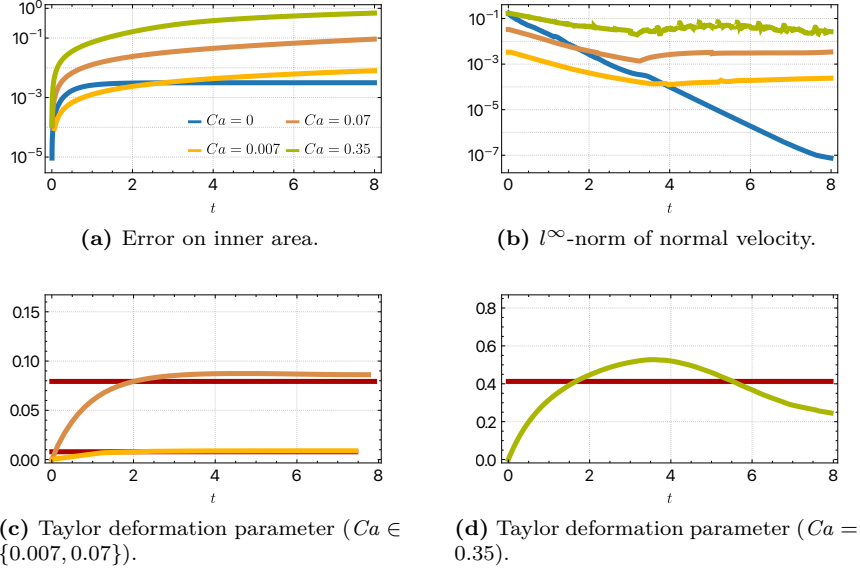 10⁰
10⁻¹
10⁻³
10⁻⁵
Ca = 0
Ca = 0.07
Ca = 0.007
Ca = 0.35
0 2 4 6 8
t
(a) Error on inner area.
10⁻¹
10⁻³
10⁻⁵
10⁻⁷
0 2 4 6 8
t
(b) l^∞-norm of normal velocity.
0.15
0.10
0.05
0.00
0 2 4 6 8
t
(c) Taylor deformation parameter (Ca ∈
{0.007, 0.07}).
0.8
0.6
0.4
0.2
0.0
0 2 4 6 8
t
(d) Taylor deformation parameter (Ca =
0.35).